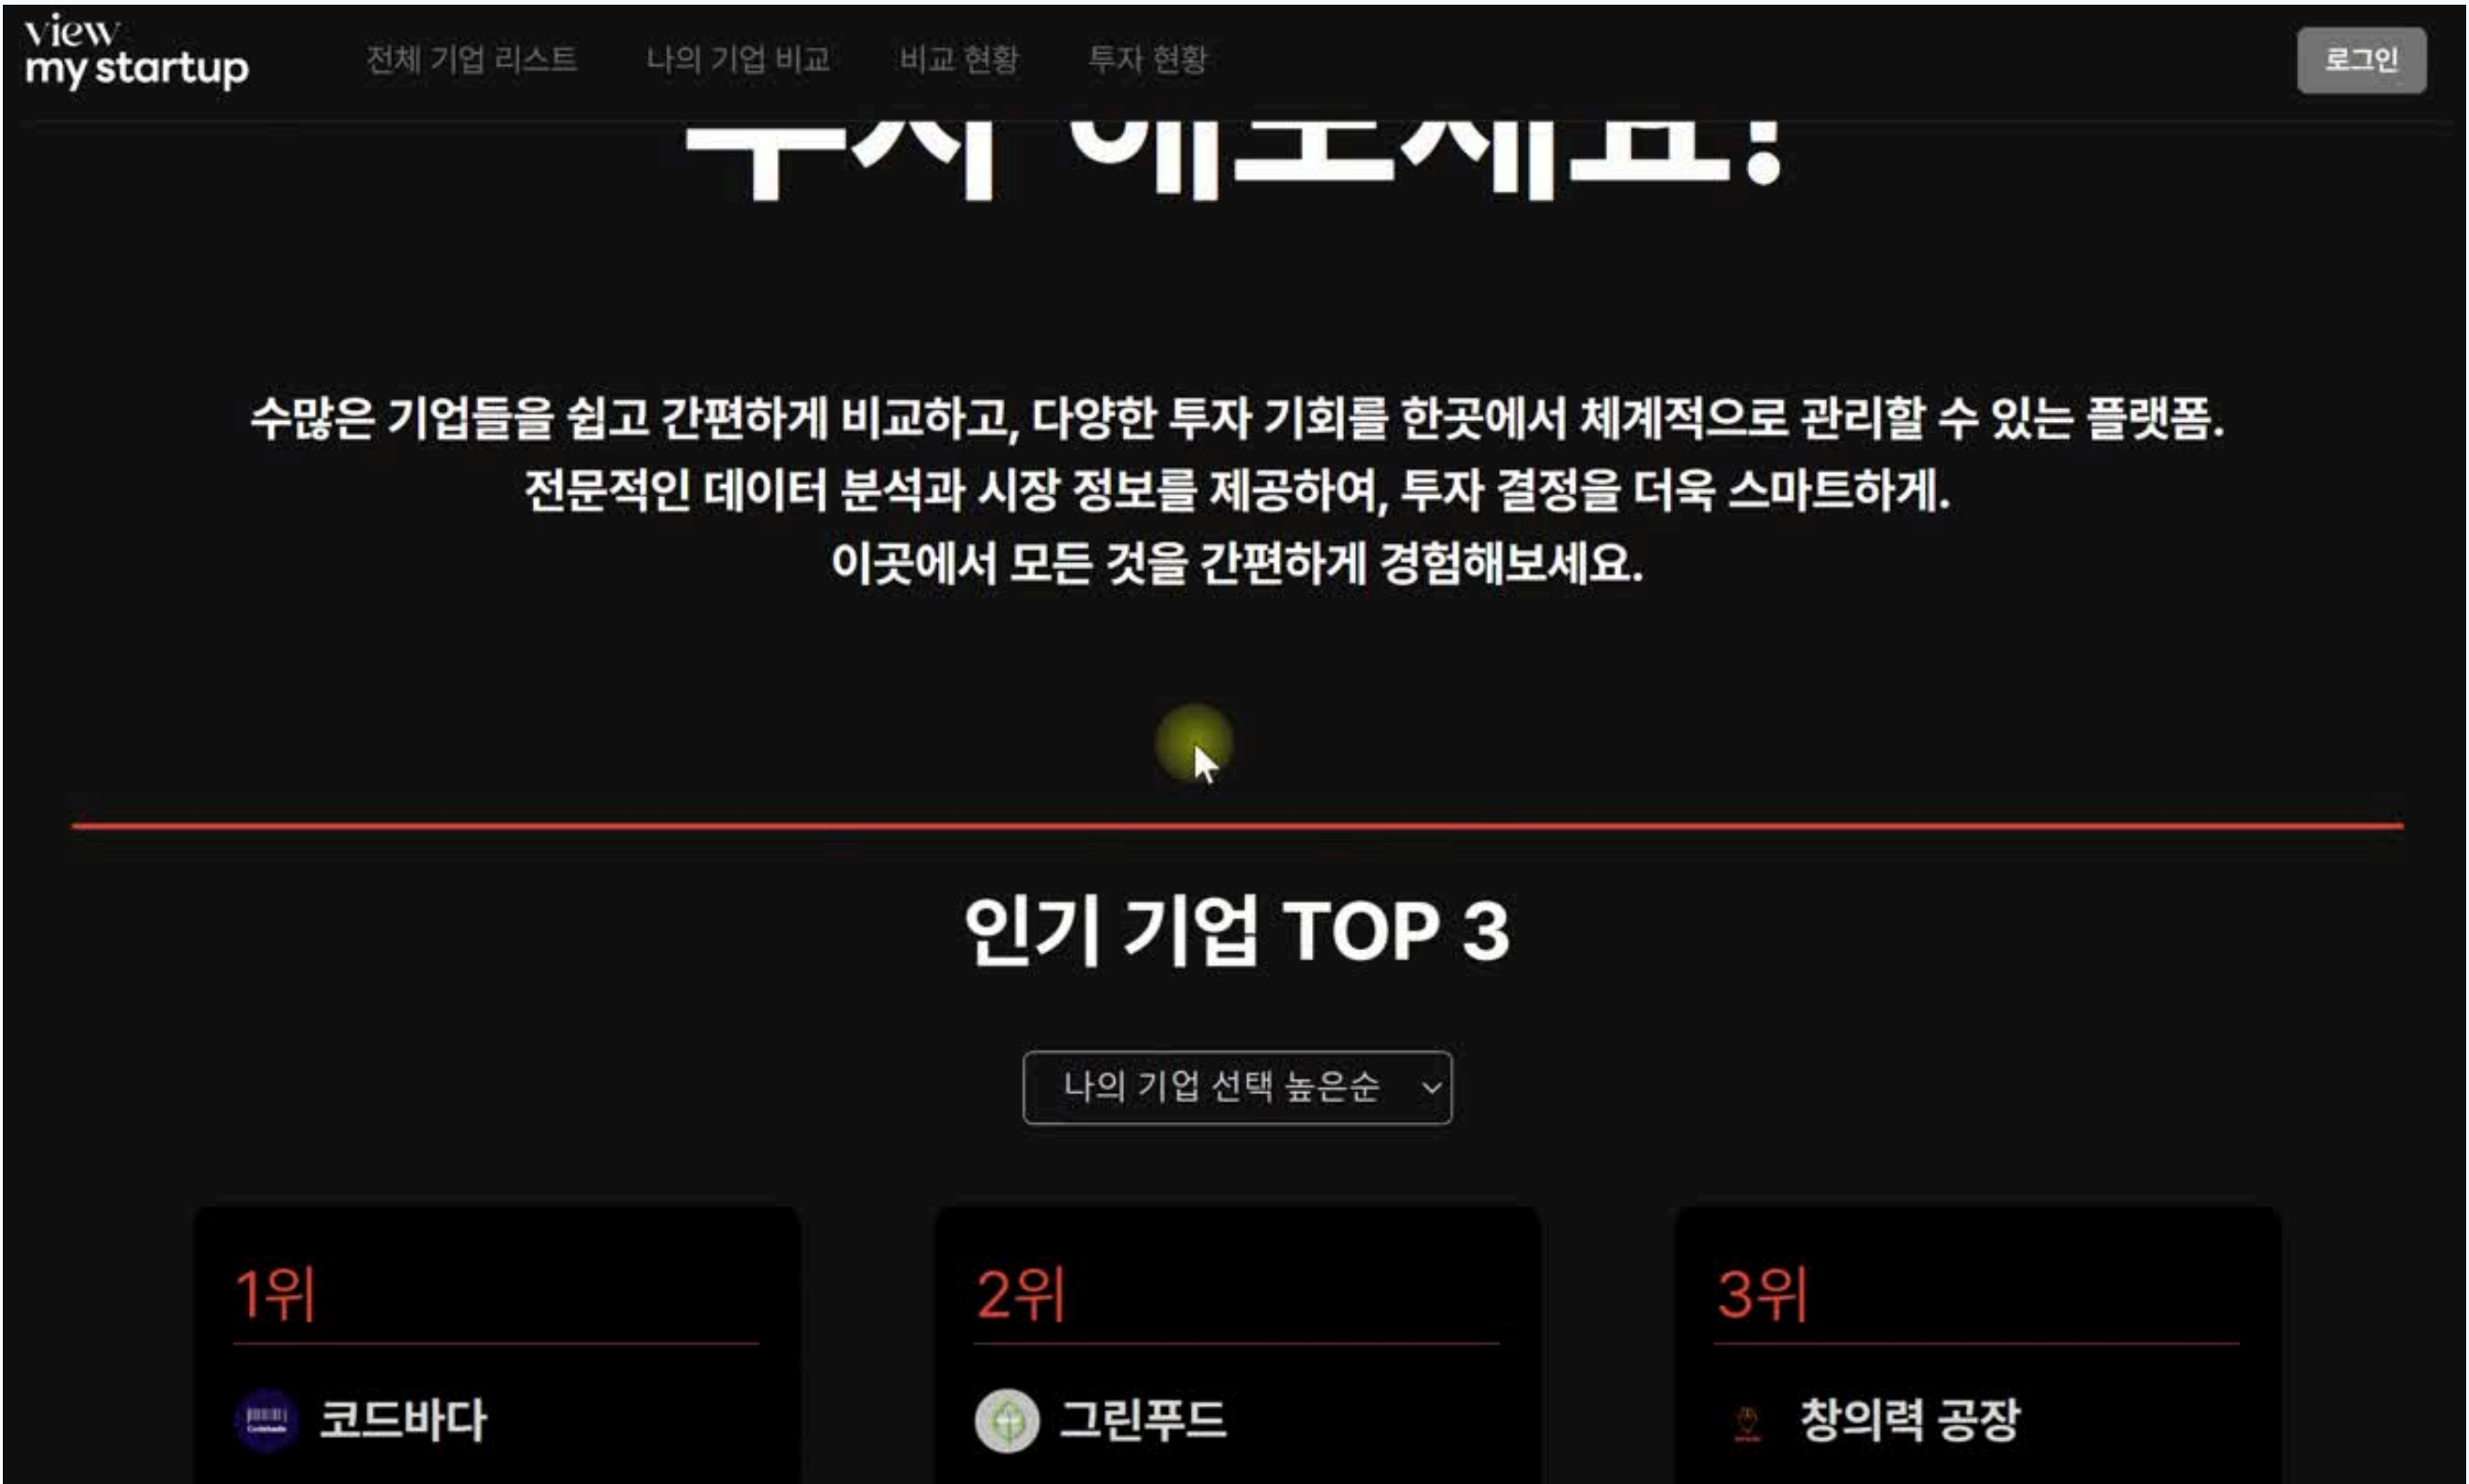 view
my startup
전체 기업 리스트
나의 기업 비교
비교 현황
투자 현황
로그인
수많은 기업들을 쉽고 간편하게 비교하고, 다양한 투자 기회를 한곳에서 체계적으로 관리할 수 있는 플랫폼.
전문적인 데이터 분석과 시장 정보를 제공하여, 투자 결정을 더욱 스마트하게.
이곳에서 모든 것을 간편하게 경험해보세요.
인기 기업 TOP 3
나의 기업 선택 높은순
1위
코드바다
2위
그린푸드
3위
창의력 공장